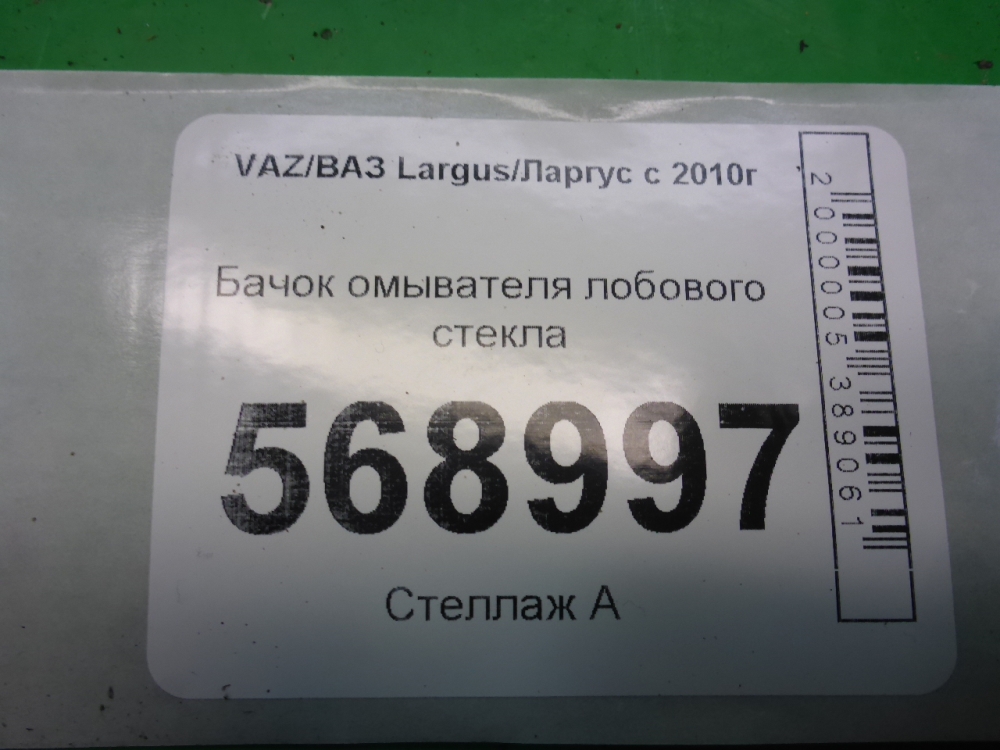 VAZ/ВАЗ Largus/Ларгус с 2010г
Бачок омывателя лобового
стекла
568997
Стеллаж А
2000005389061